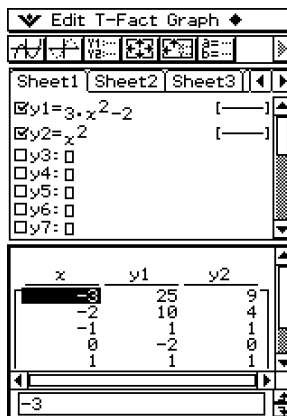 Edit T-Fact Graph
Sheet1 Sheet2 Sheet3
y1=3·x²-2 [—]
y2=x² [—]
y3:
y4:
y5:
y6:
y7:
x y1 y2
-3 25 9
-2 10 4
-1 1 1
0 -2 0
1 1 1
-3